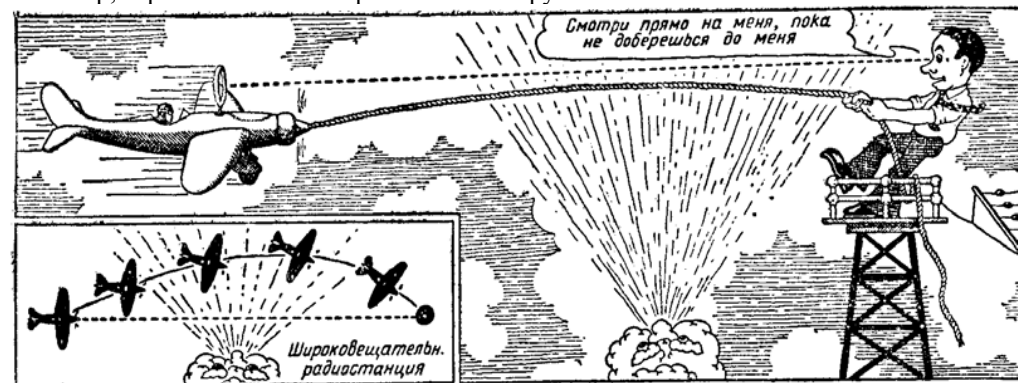 Смотри прямо на меня, пока
не доберешься до меня
Широковещательн.
радиостанция